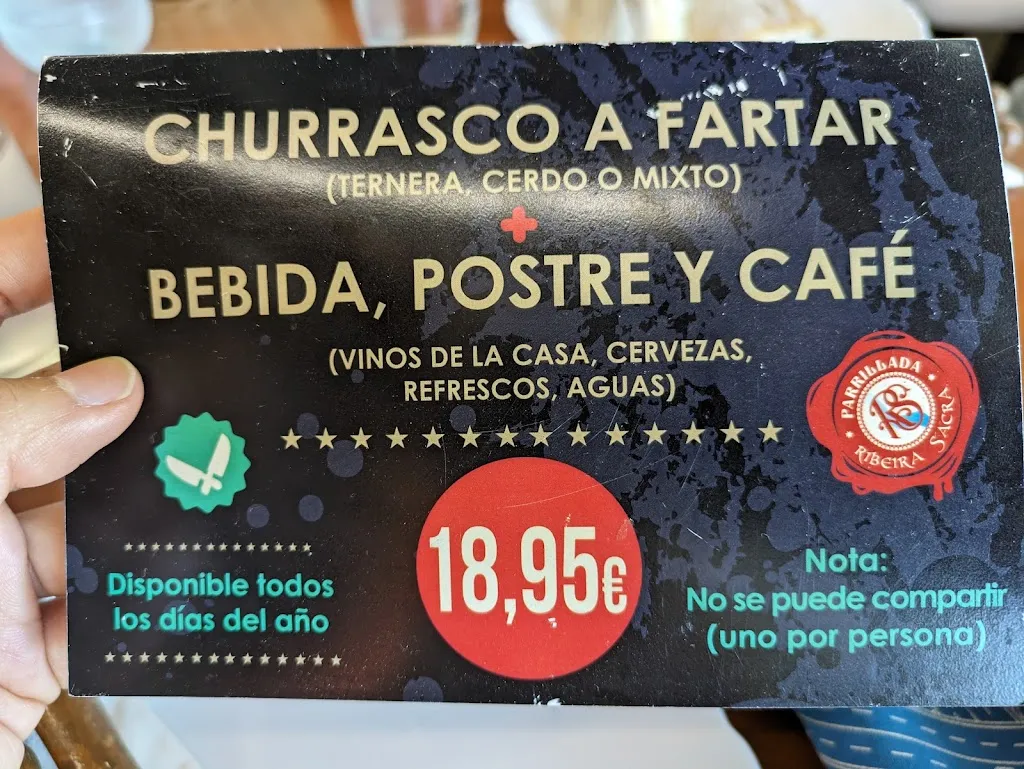 CHURRASCO A FARTAR
(TERNERA, CERDO O MIXTO)
+
BEBIDA, POSTRE Y CAFÉ
(VINOS DE LA CASA, CERVEZAS,
REFRESCOS, AGUAS)
PARRILLADA
RS
RIBEIRA SACRA
18,95€
Disponible todos
los días del año
Nota:
No se puede compartir
(uno por persona)